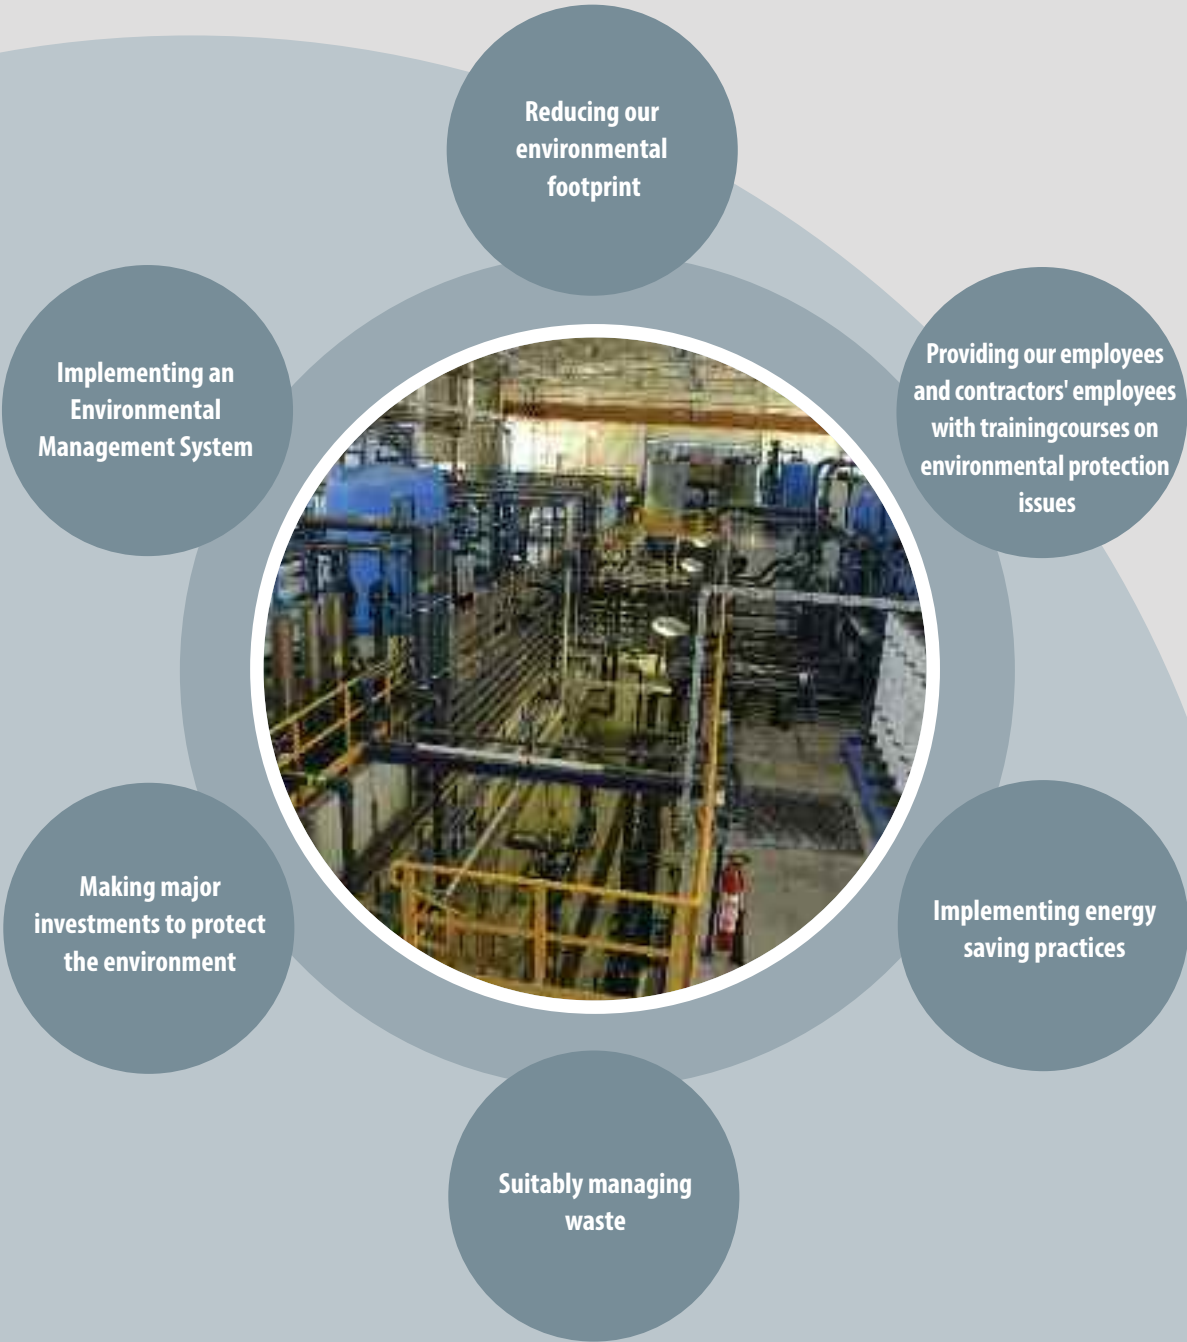 Reducing our
environmental
footprint
Providing our employees
and contractors' employees
with trainingcourses on
environmental protection
issues
Implementing energy
saving practices
Suitably managing
waste
Making major
investments to protect
the environment
Implementing an
Environmental
Management System